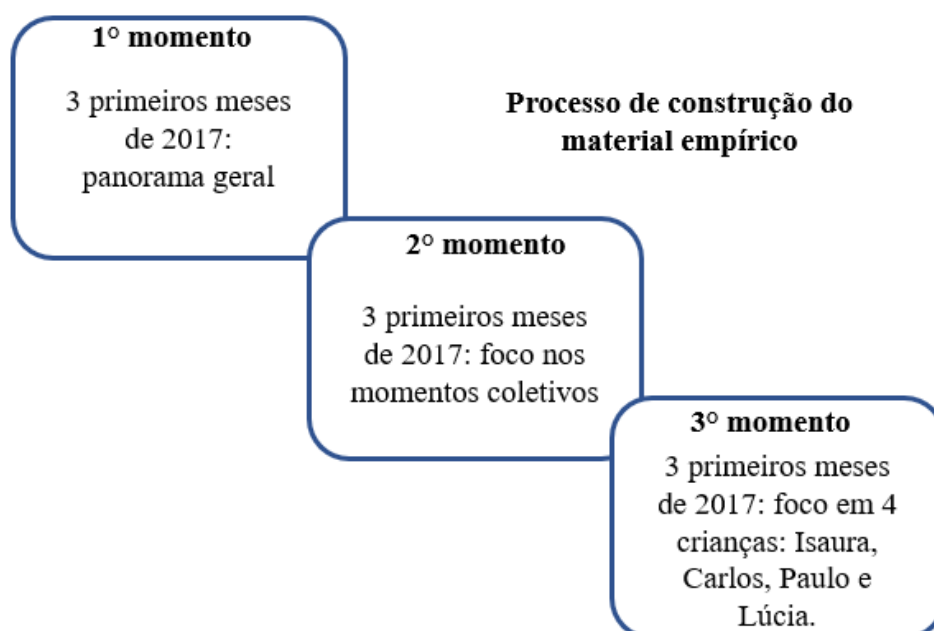 1° momento
3 primeiros meses
de 2017:
panorama geral
Processo de construção do
material empírico
2° momento
3 primeiros meses
de 2017: foco nos
momentos coletivos
3° momento
3 primeiros meses
de 2017: foco em 4
crianças: Isaura,
Carlos, Paulo e
Lúcia.